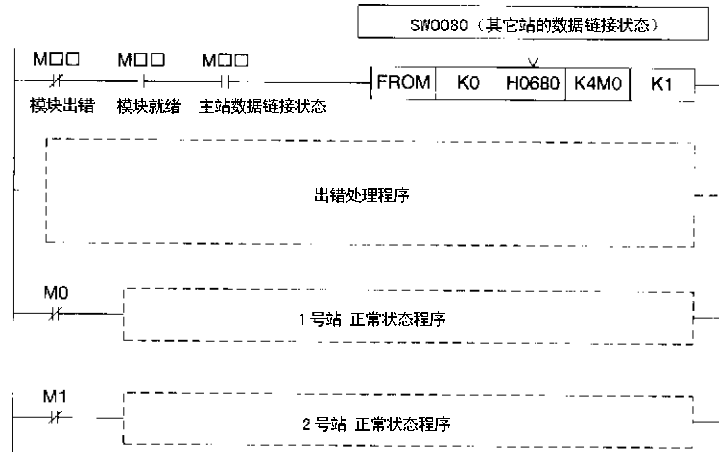 SW0080（其它站的数据链接状态）
M□□ M□□ M□□
FROM K0 H0680 K4M0 K1
模块出错 模块就绪 主站数据链接状态
出错处理程序
M0
1号站 正常状态程序
M1
2号站 正常状态程序